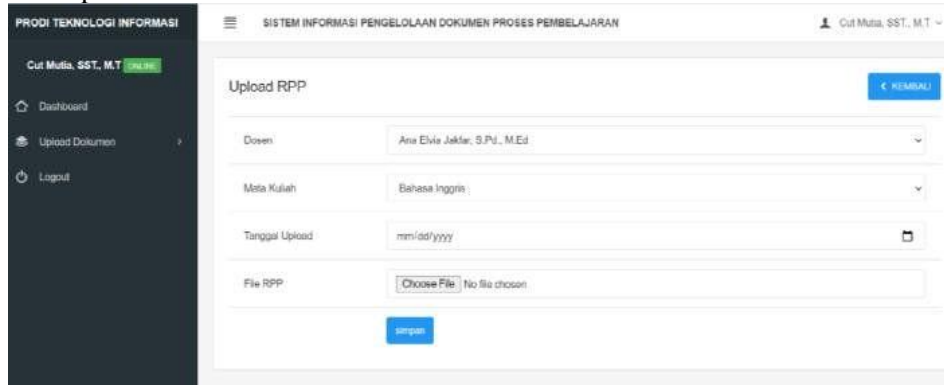 PRODI TEKNOLOGI INFORMASI
SISTEM INFORMASI PENGELOLAAN DOKUMEN PROSES PEMBELAJARAN
Cut Mutia, SST., M.T
Cut Mutia, SST., M.T ONLINE
Dashboard
Upload Dokumen
Logout
Upload RPP
KEMBALI
Dosen
Ana Elvia Jakfar, S.Pd., M.Ed
Mata Kuliah
Bahasa Inggris
Tanggal Upload
mm/dd/yyyy
File RPP
Choose File No file chosen
simpan